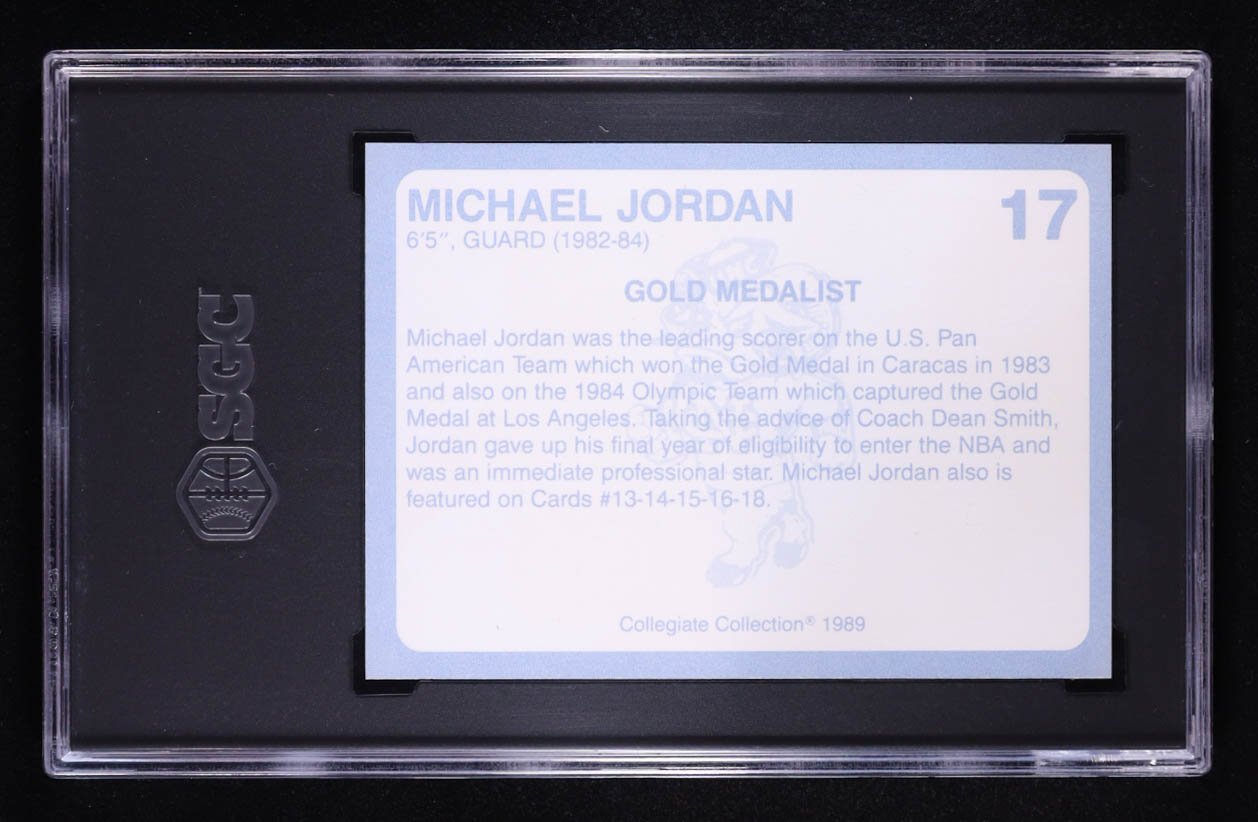 MICHAEL JORDAN
17
6'5", GUARD (1982-84)
GOLD MEDALIST
Michael Jordan was the leading scorer on the U.S. Pan
American Team which won the Gold Medal in Caracas in 1983
and also on the 1984 Olympic Team which captured the Gold
Medal at Los Angeles. Taking the advice of Coach Dean Smith,
Jordan gave up his final year of eligibility to enter the NBA and
was an immediate professional star. Michael Jordan also is
featured on Cards #13-14-15-16-18.
Collegiate Collection® 1989
SGC